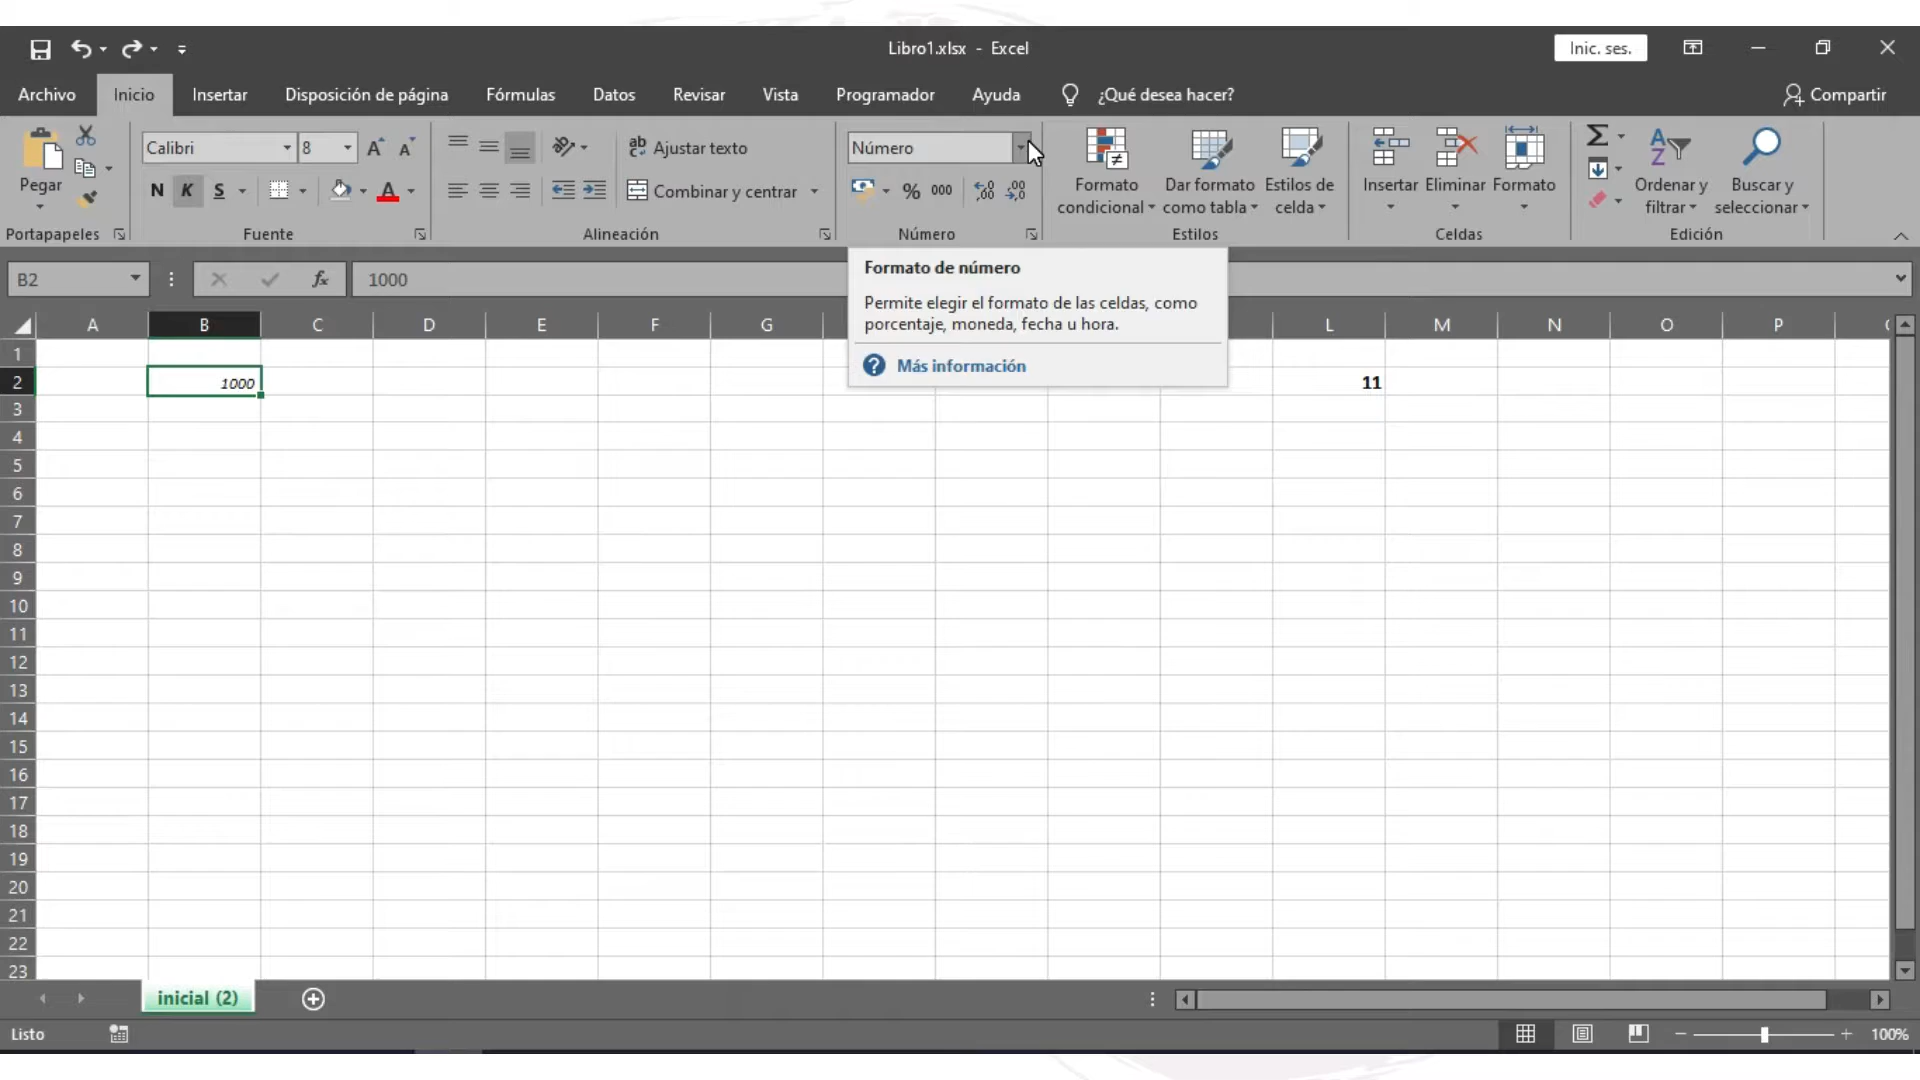 Libro1.xlsx - Excel
Inic. ses.
Archivo Inicio Insertar Disposición de página Fórmulas Datos Revisar Vista Programador Ayuda ¿Qué desea hacer? Compartir
Pegar
Portapapeles
Calibri 8
N K S A
Fuente
ab Ajustar texto
Combinar y centrar
Alineación
Número
% 000
Número
Formato condicional
Dar formato como tabla
Estilos de celda
Estilos
Insertar Eliminar Formato
Celdas
Ordenar y filtrar
Buscar y seleccionar
Edición
B2 fx 1000
Formato de número
Permite elegir el formato de las celdas, como
porcentaje, moneda, fecha u hora.
Más información
A B C D E F G L M N O P
1
2 1000 11
3
4
5
6
7
8
9
10
11
12
13
14
15
16
17
18
19
20
21
22
23
inicial (2)
Listo 100%